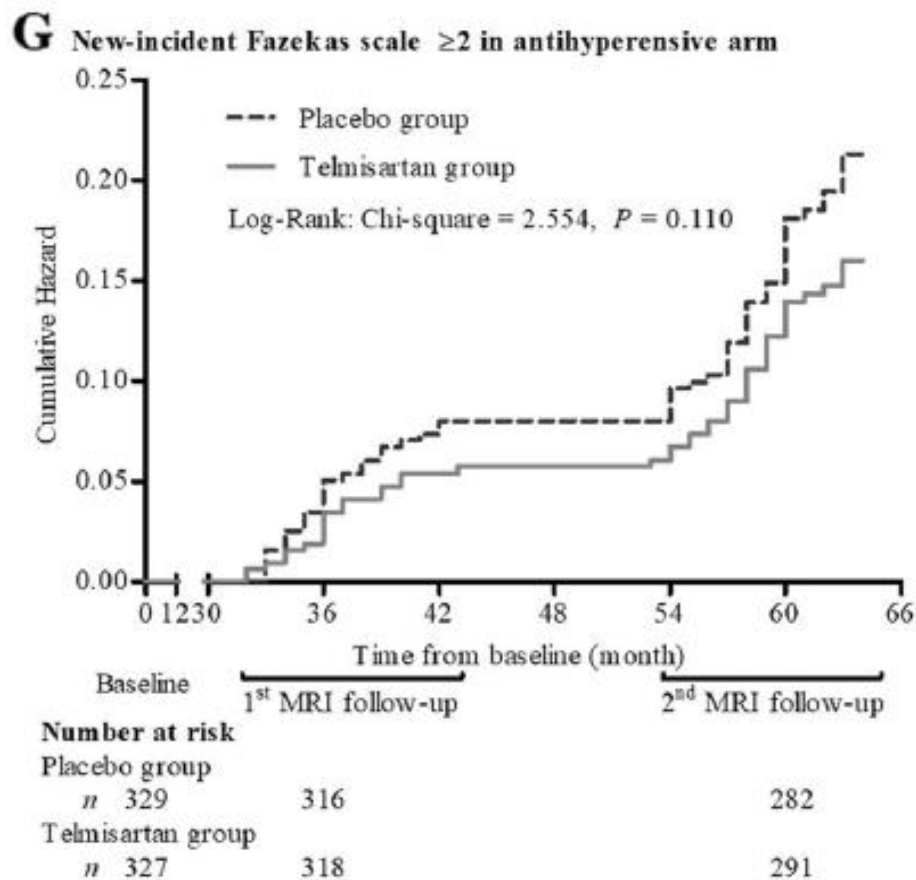 G New-incident Fazekas scale ≥2 in antihyperensive arm
0.25
Placebo group
0.20
Telmisartan group
Log-Rank: Chi-square = 2.554, P = 0.110
0.15
0.10
0.05
0.00
Cumulative Hazard
0 12 30 36 42 48 54 60 66
Time from baseline (month)
Baseline 1st MRI follow-up 2nd MRI follow-up
Number at risk
Placebo group
n 329 316 282
Telmisartan group
n 327 318 291